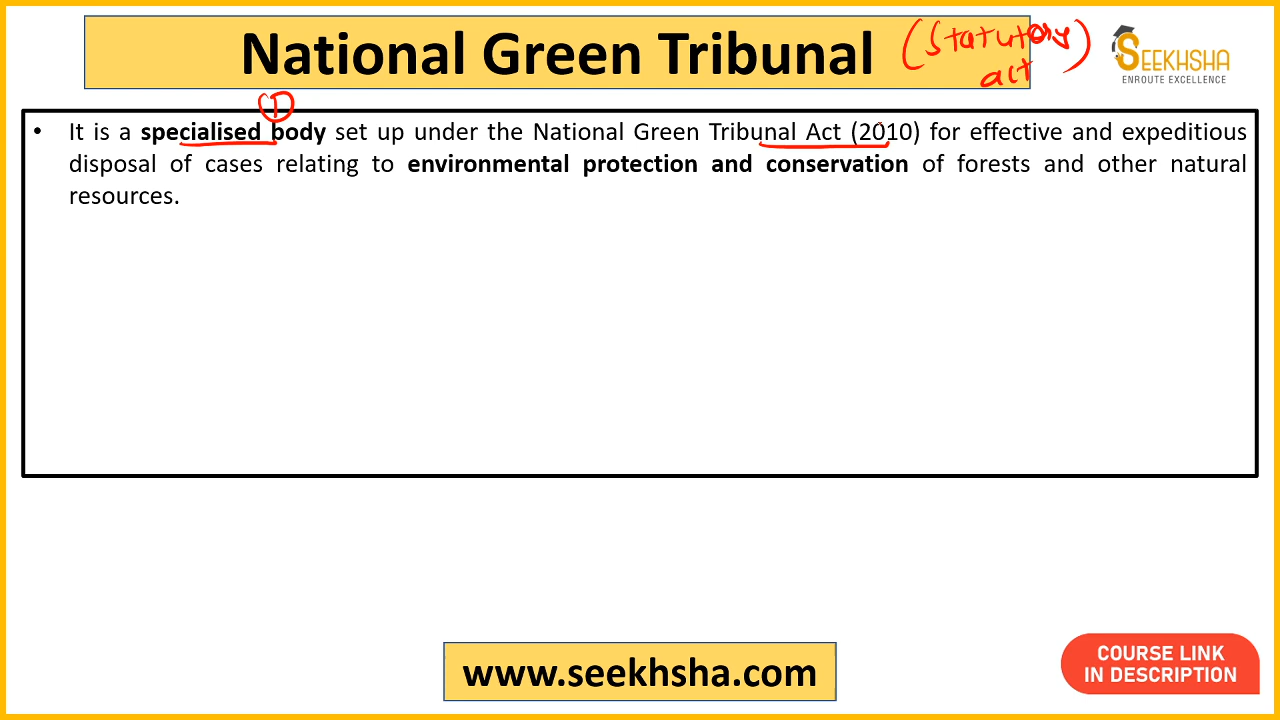 National Green Tribunal
(Statutory
act)
SEEKHSHA
ENROUTE EXCELLENCE
①
• It is a specialised body set up under the National Green Tribunal Act (2010) for effective and expeditious
disposal of cases relating to environmental protection and conservation of forests and other natural
resources.
www.seekhsha.com
COURSE LINK
IN DESCRIPTION